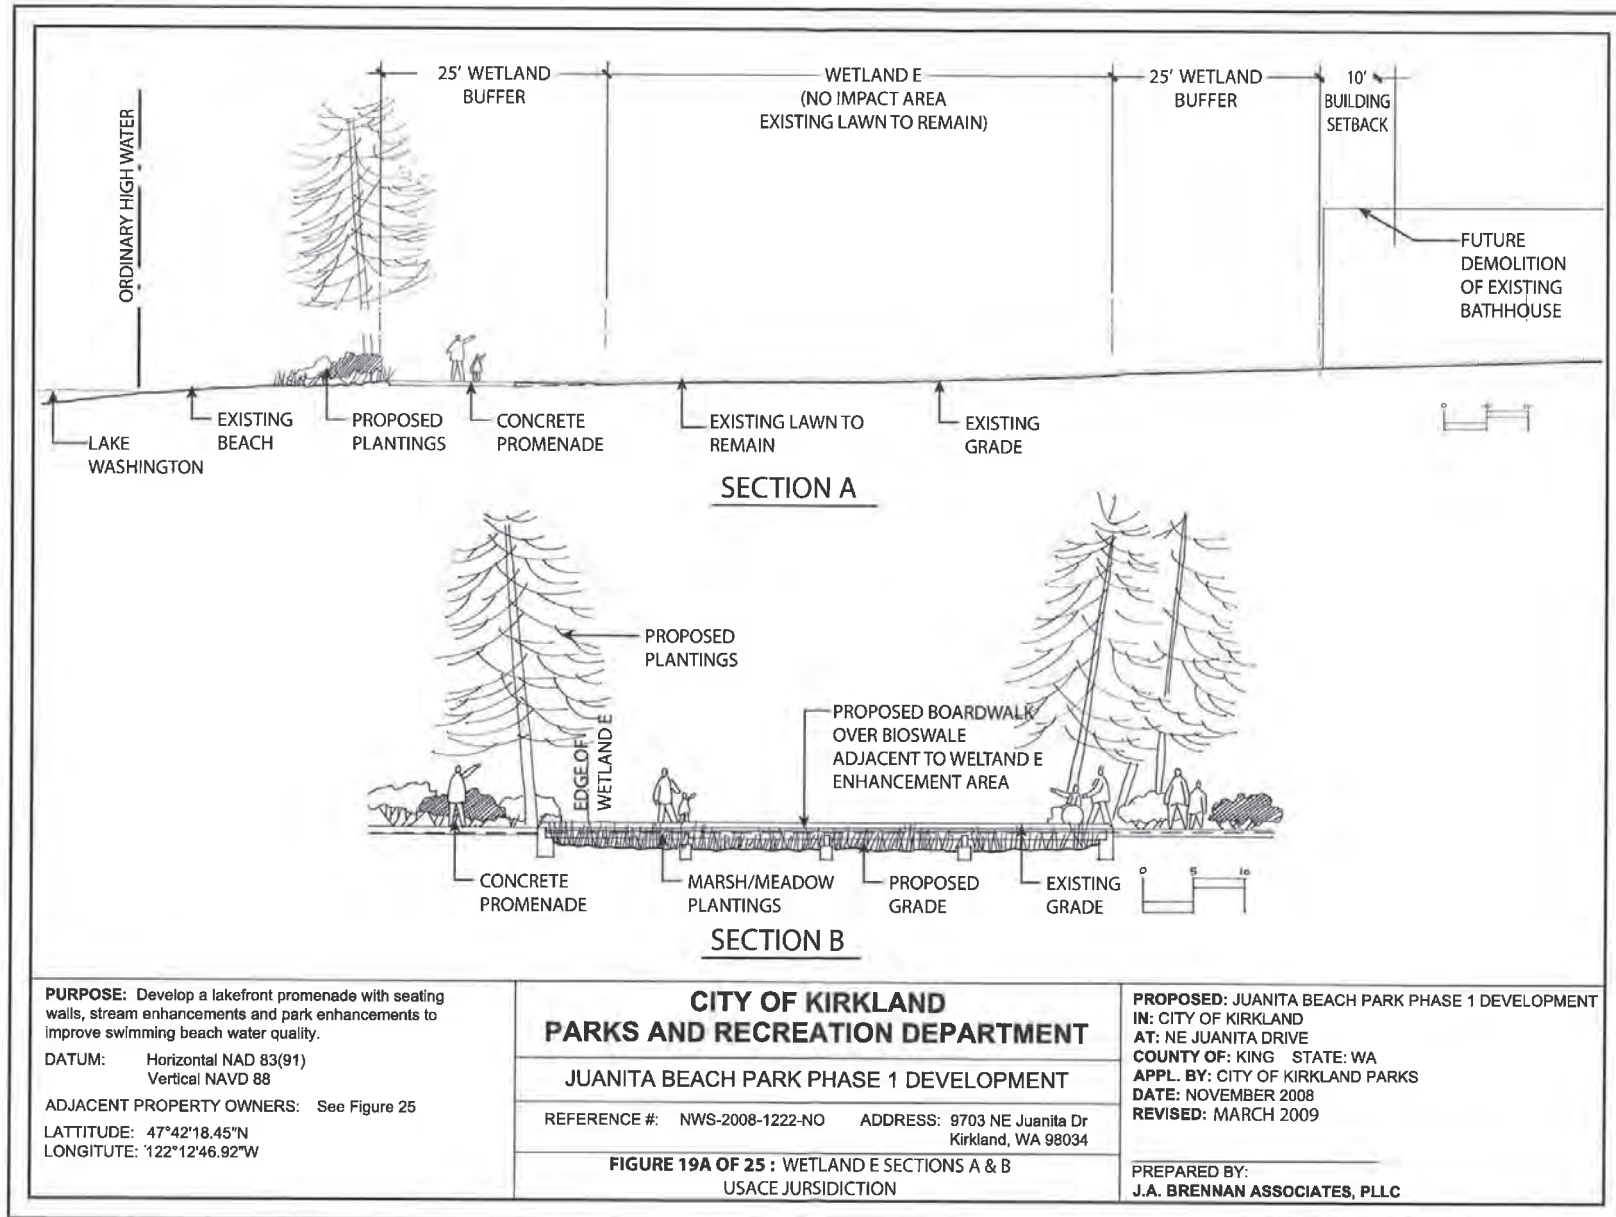 25' WETLAND
BUFFER
WETLAND E
(NO IMPACT AREA
EXISTING LAWN TO REMAIN)
25' WETLAND
BUFFER
10'
BUILDING
SETBACK
ORDINARY HIGH WATER
FUTURE
DEMOLITION
OF EXISTING
BATHHOUSE
LAKE
WASHINGTON
EXISTING
BEACH
PROPOSED
PLANTINGS
CONCRETE
PROMENADE
EXISTING LAWN TO
REMAIN
EXISTING
GRADE
0
SECTION A
PROPOSED
PLANTINGS
EDGE OF
WETLAND E
PROPOSED BOARDWALK
OVER BIOSWALE
ADJACENT TO WELTAND E
ENHANCEMENT AREA
CONCRETE
PROMENADE
MARSH/MEADOW
PLANTINGS
PROPOSED
GRADE
EXISTING
GRADE
0 5 10
SECTION B
PURPOSE: Develop a lakefront promenade with seating
walls, stream enhancements and park enhancements to
improve swimming beach water quality.
DATUM: Horizontal NAD 83(91)
Vertical NAVD 88
ADJACENT PROPERTY OWNERS: See Figure 25
LATTITUDE: 47°42'18.45"N
LONGITUTE: 122°12'46.92"W
CITY OF KIRKLAND
PARKS AND RECREATION DEPARTMENT
JUANITA BEACH PARK PHASE 1 DEVELOPMENT
REFERENCE #: NWS-2008-1222-NO ADDRESS: 9703 NE Juanita Dr
Kirkland, WA 98034
FIGURE 19A OF 25 : WETLAND E SECTIONS A & B
USACE JURSIDICTION
PROPOSED: JUANITA BEACH PARK PHASE 1 DEVELOPMENT
IN: CITY OF KIRKLAND
AT: NE JUANITA DRIVE
COUNTY OF: KING STATE: WA
APPL. BY: CITY OF KIRKLAND PARKS
DATE: NOVEMBER 2008
REVISED: MARCH 2009
PREPARED BY:
J.A. BRENNAN ASSOCIATES, PLLC